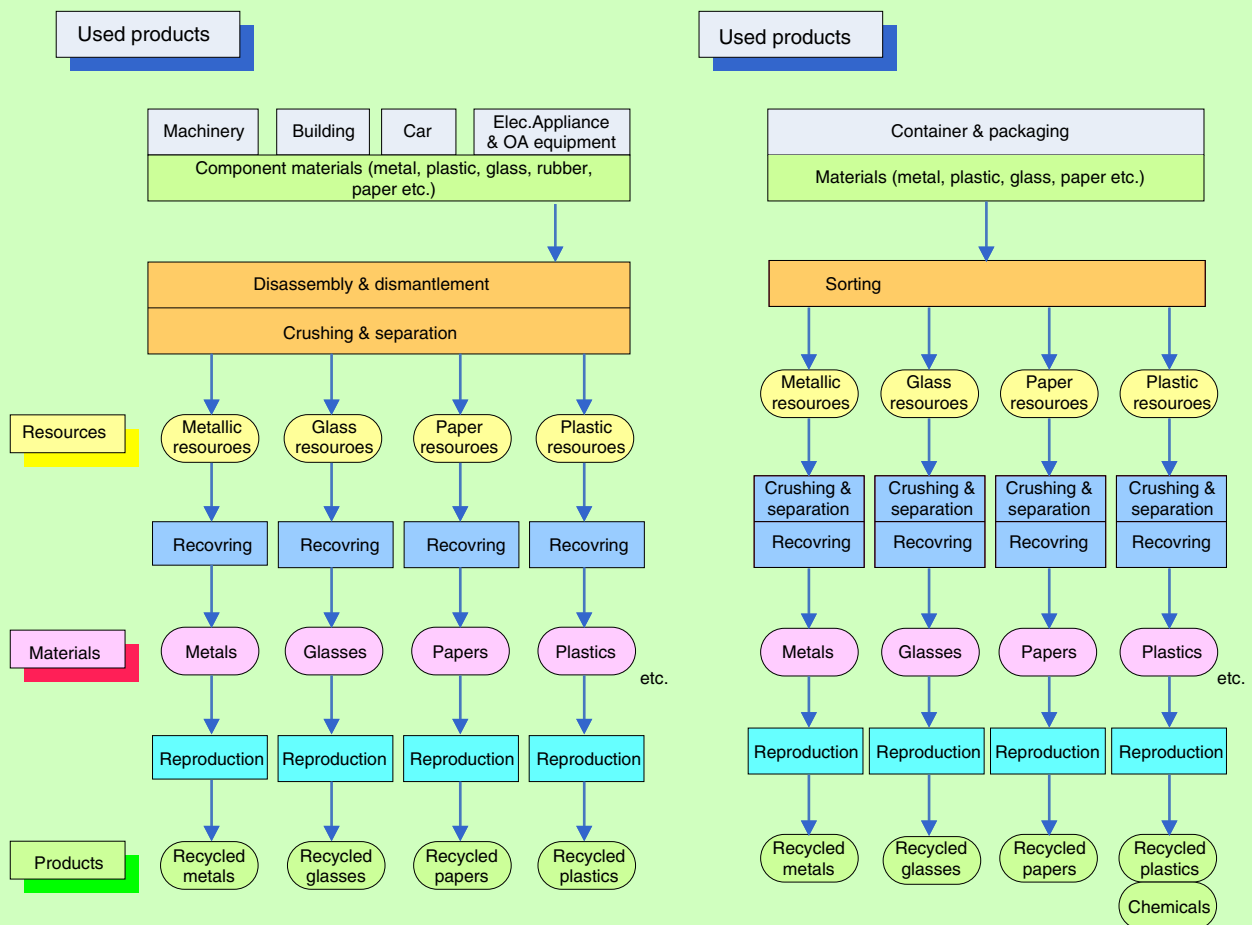 Used products
Machinery
Building
Car
Elec.Appliance
& OA equipment
Component materials (metal, plastic, glass, rubber,
paper etc.)
Disassembly & dismantlement
Crushing & separation
Resources
Metallic
resouroes
Glass
resouroes
Paper
resouroes
Plastic
resouroes
Recovring
Recovring
Recovring
Recovring
Materials
Metals
Glasses
Papers
Plastics
etc.
Reproduction
Reproduction
Reproduction
Reproduction
Products
Recycled
metals
Recycled
glasses
Recycled
papers
Recycled
plastics
Used products
Container & packaging
Materials (metal, plastic, glass, paper etc.)
Sorting
Metallic
resouroes
Glass
resouroes
Paper
resouroes
Plastic
resouroes
Crushing &
separation
Crushing &
separation
Crushing &
separation
Crushing &
separation
Recovring
Recovring
Recovring
Recovring
Metals
Glasses
Papers
Plastics
etc.
Reproduction
Reproduction
Reproduction
Reproduction
Recycled
metals
Recycled
glasses
Recycled
papers
Recycled
plastics
Chemicals